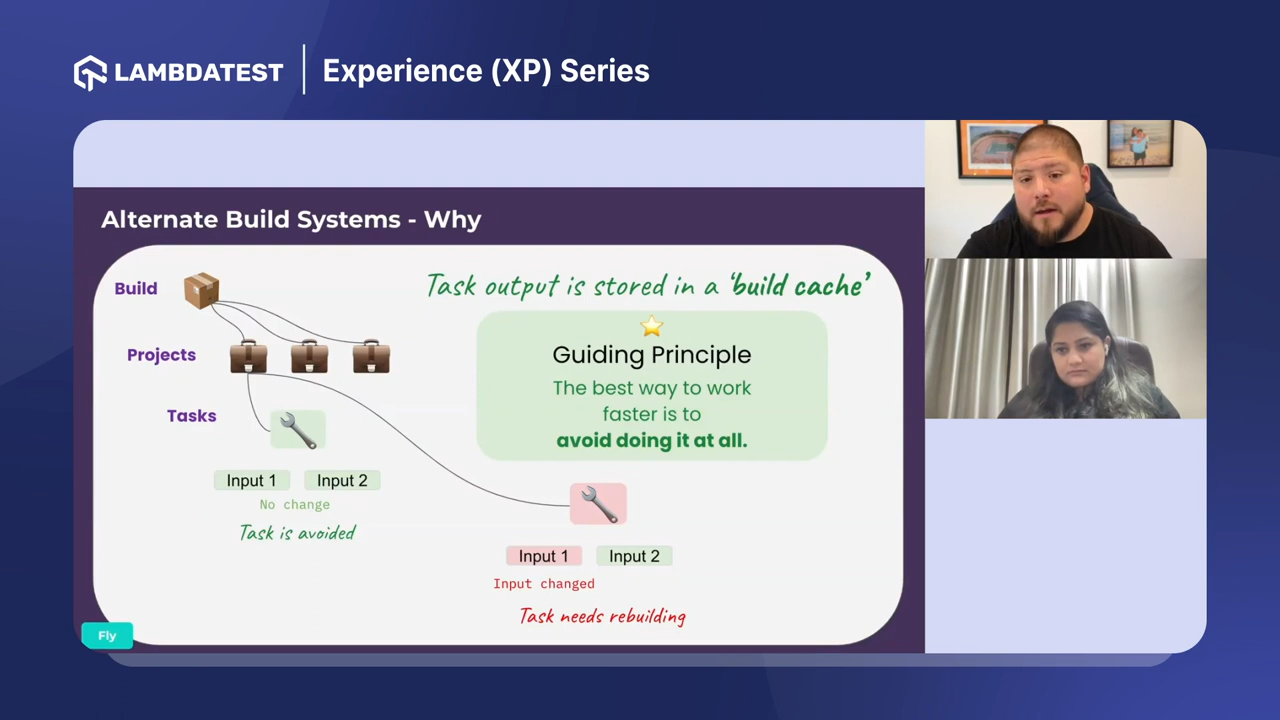 LAMBDATEST
Experience (XP) Series
Alternate Build Systems - Why
Build
Task output is stored in a 'build cache'
Guiding Principle
The best way to work
faster is to
avoid doing it at all.
Projects
Tasks
Input 1
Input 2
No change
Task is avoided
Input 1
Input 2
Input changed
Task needs rebuilding
Fly